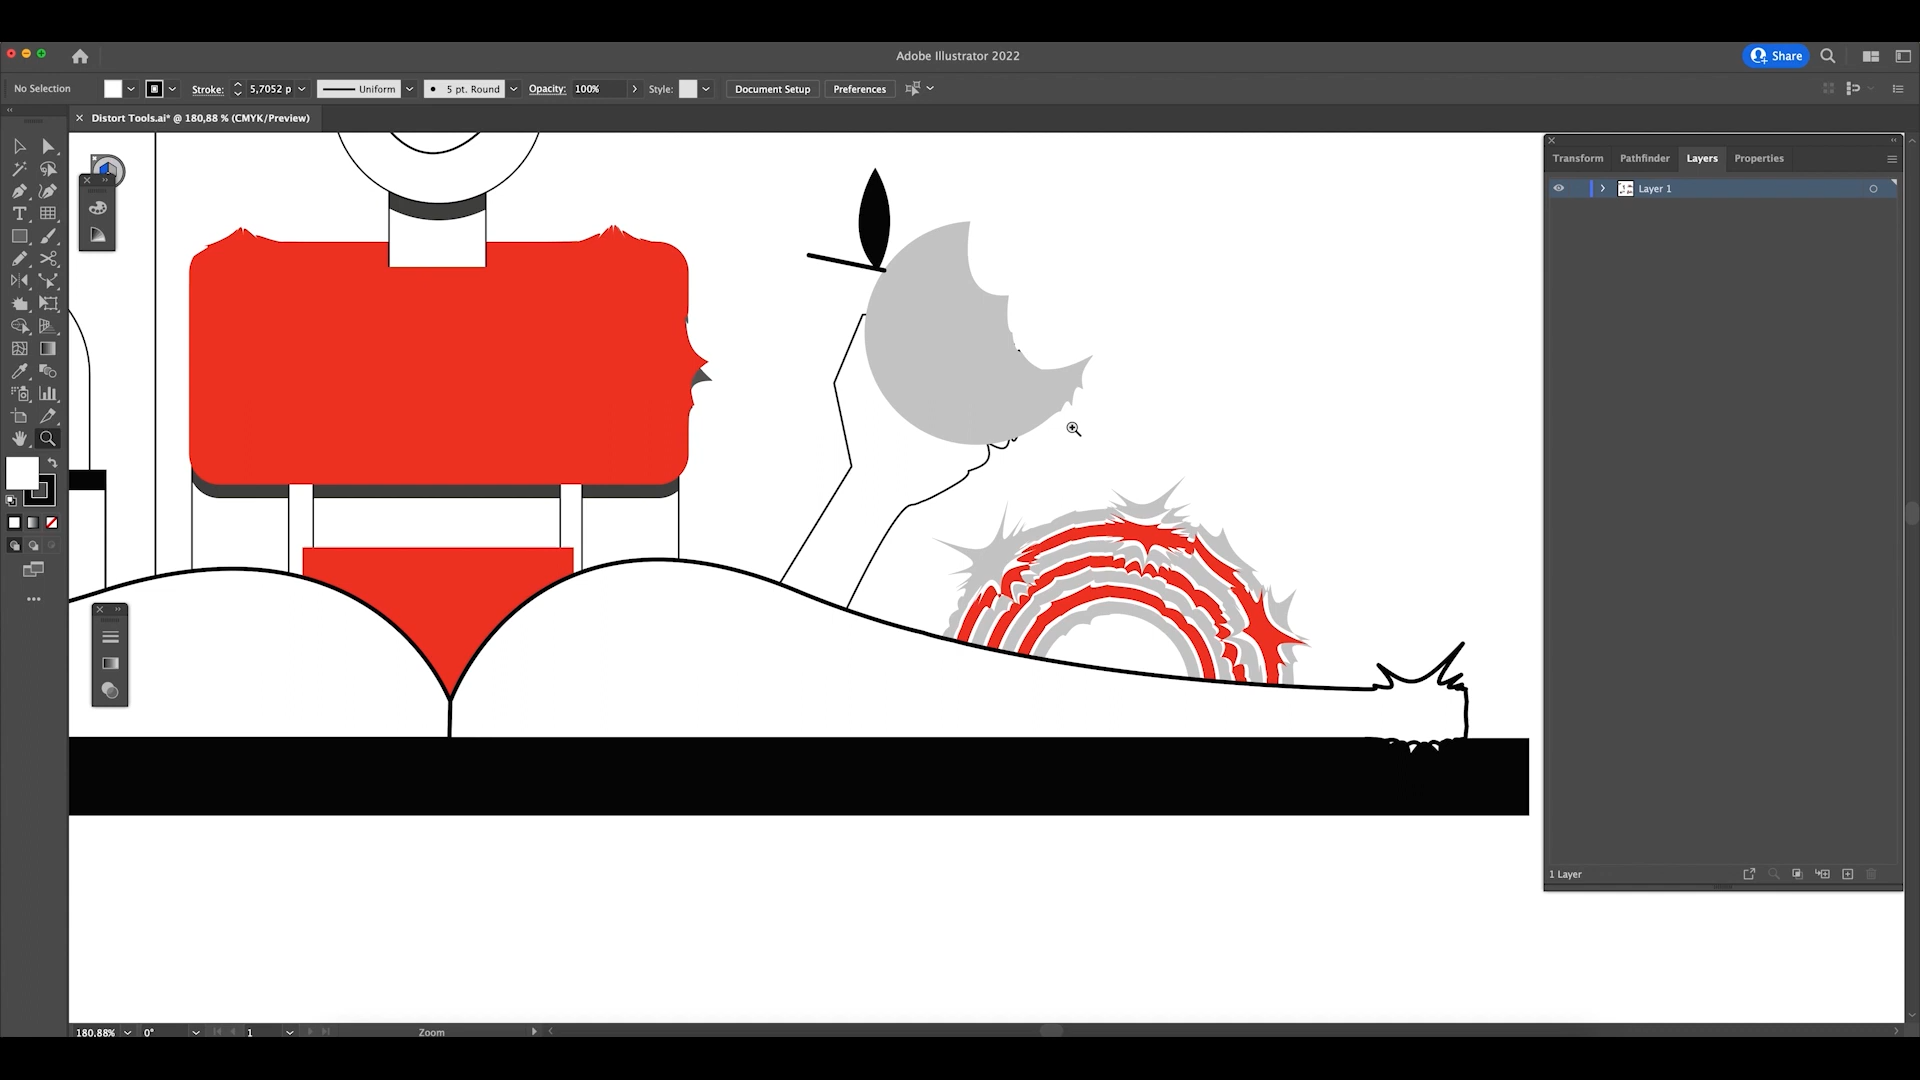 Adobe Illustrator 2022
Share
No Selection
Stroke:
5,7052 p
Uniform
5 pt. Round
Opacity:
100%
Style:
Document Setup
Preferences
Distort Tools.ai* @ 180,88 % (CMYK/Preview)
Transform
Pathfinder
Layers
Properties
Layer 1
1 Layer
180,88%
0°
1
Zoom